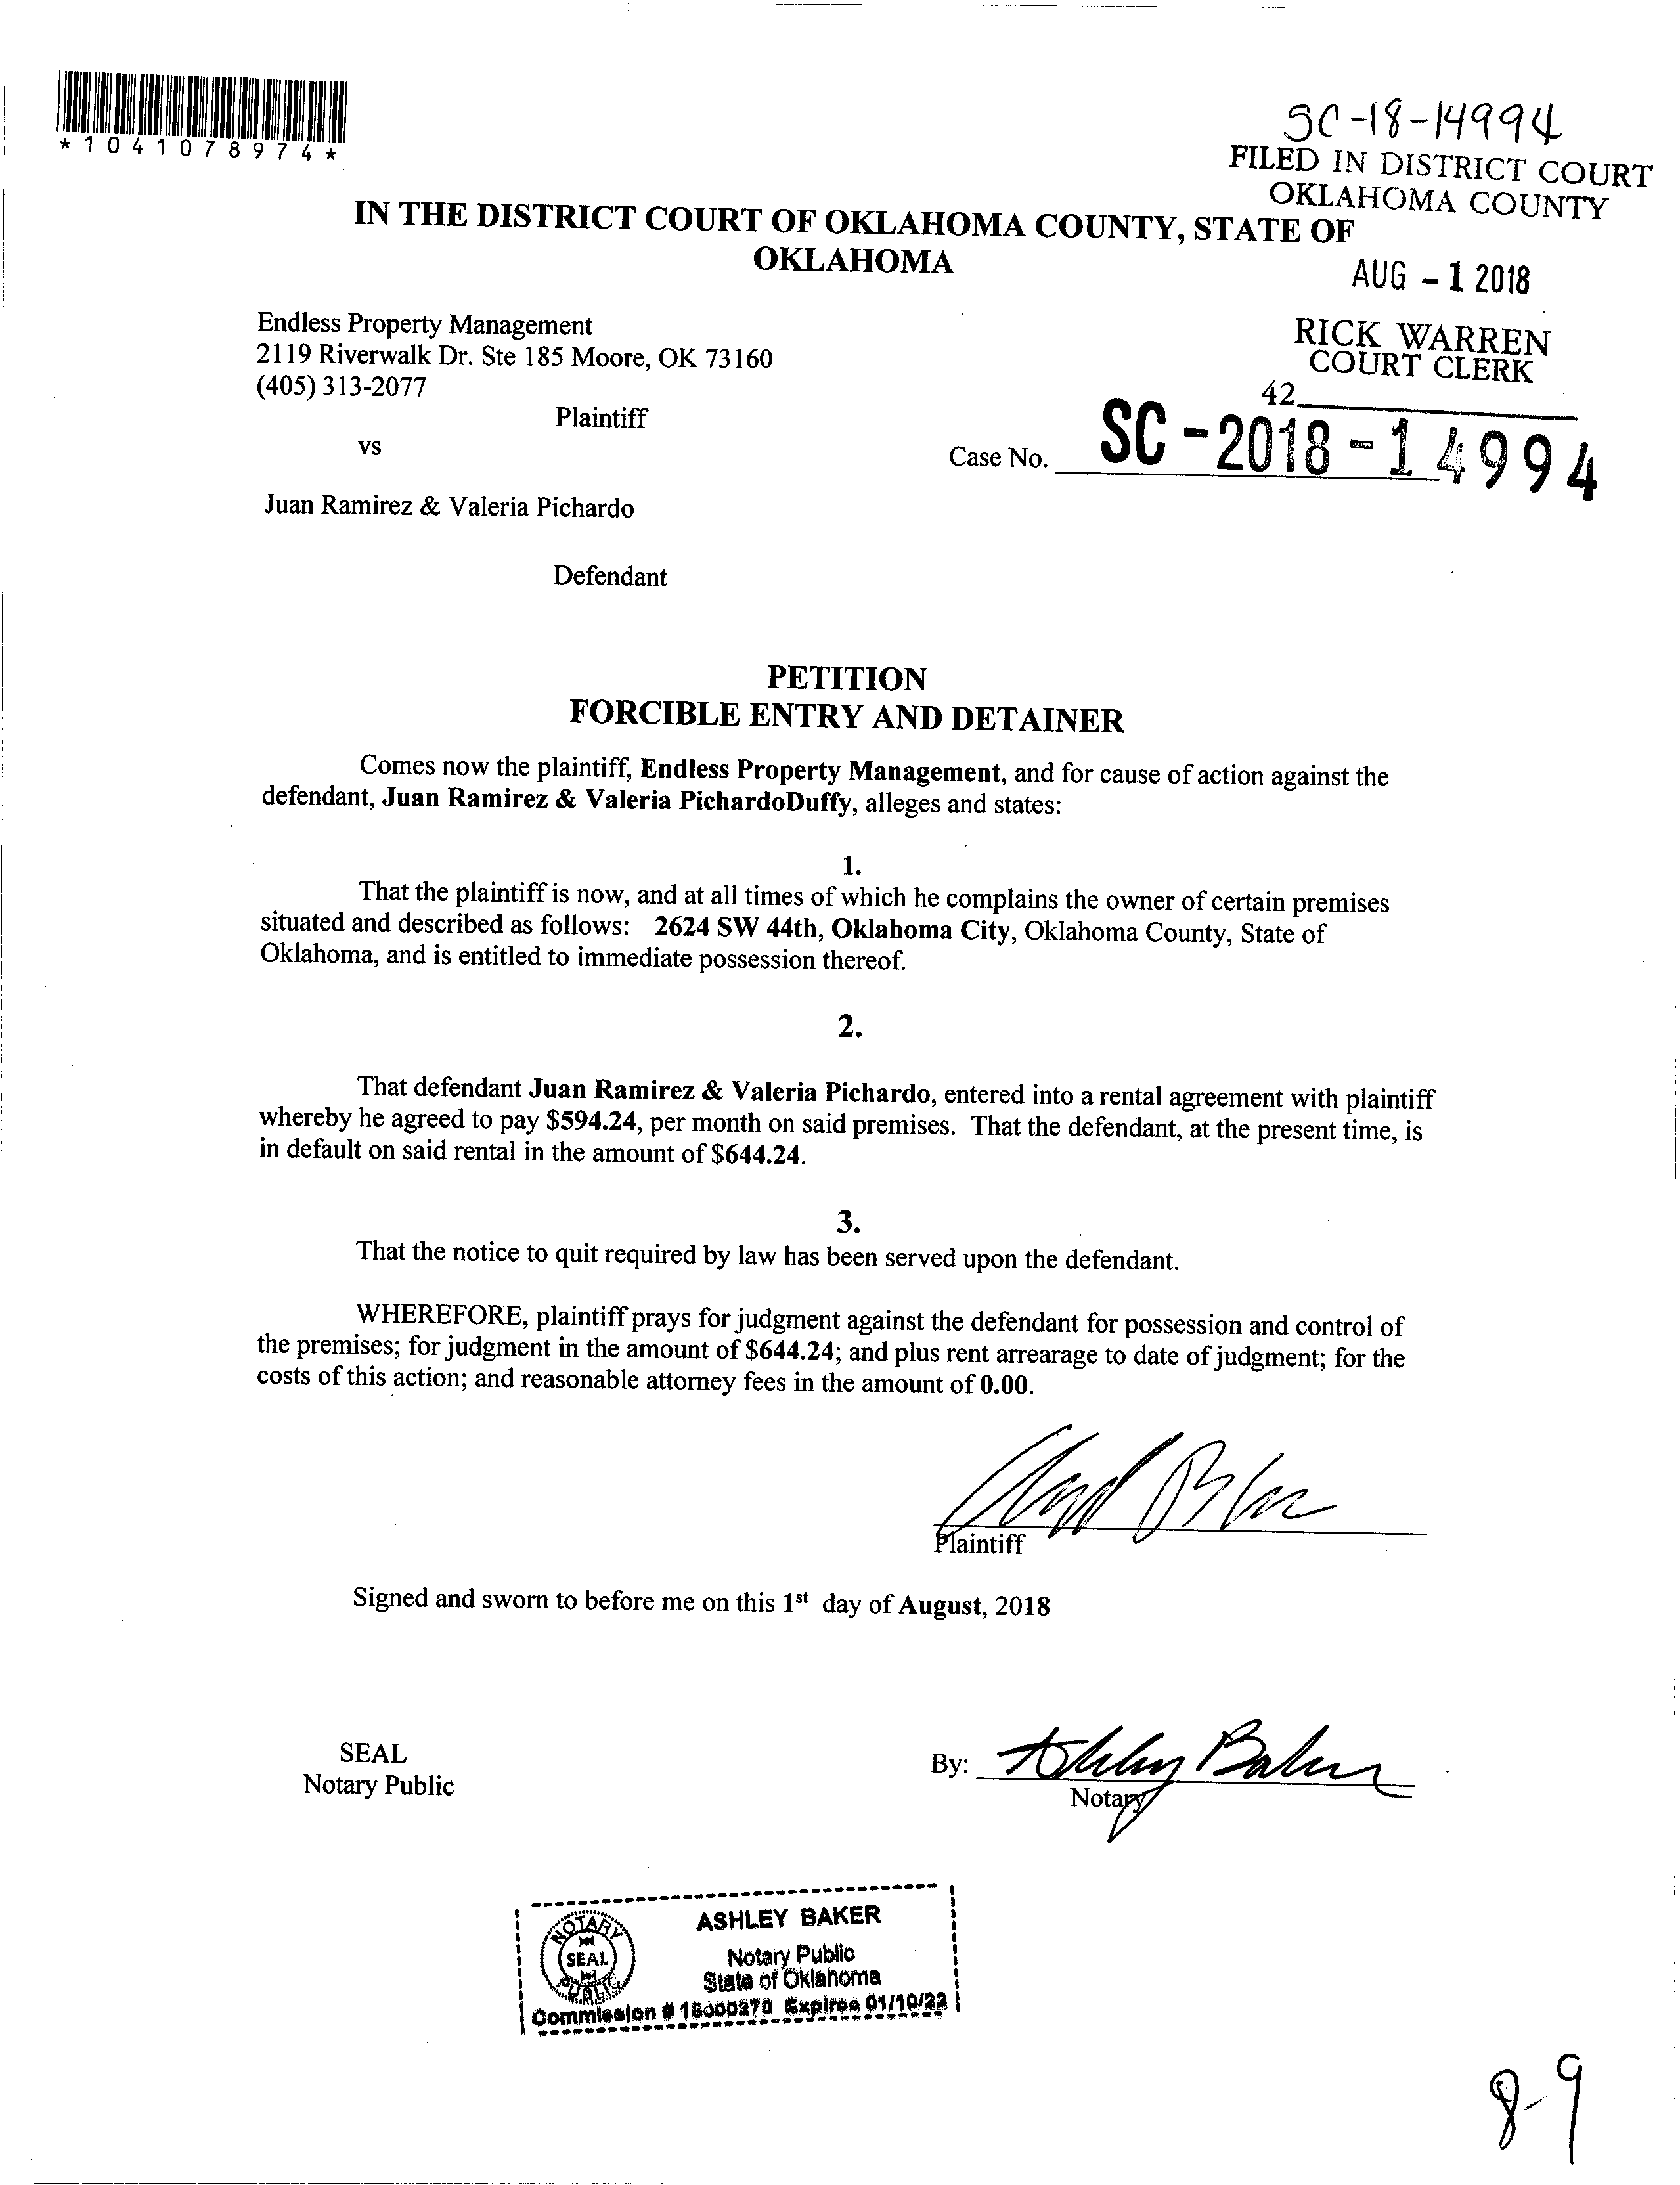 *1041078974*
SC-18-14994
FILED IN DISTRICT COURT
OKLAHOMA COUNTY
IN THE DISTRICT COURT OF OKLAHOMA COUNTY, STATE OF
OKLAHOMA
AUG - 1 2018
Endless Property Management
2119 Riverwalk Dr. Ste 185 Moore, OK 73160
(405) 313-2077
RICK WARREN
COURT CLERK
42
Plaintiff
vs
Case No. SC-2018-14994
Juan Ramirez & Valeria Pichardo
Defendant
PETITION
FORCIBLE ENTRY AND DETAINER
Comes now the plaintiff, Endless Property Management, and for cause of action against the
defendant, Juan Ramirez & Valeria PichardoDuffy, alleges and states:
1.
That the plaintiff is now, and at all times of which he complains the owner of certain premises
situated and described as follows: 2624 SW 44th, Oklahoma City, Oklahoma County, State of
Oklahoma, and is entitled to immediate possession thereof.
2.
That defendant Juan Ramirez & Valeria Pichardo, entered into a rental agreement with plaintiff
whereby he agreed to pay $594.24, per month on said premises. That the defendant, at the present time, is
in default on said rental in the amount of $644.24.
3.
That the notice to quit required by law has been served upon the defendant.
WHEREFORE, plaintiff prays for judgment against the defendant for possession and control of
the premises; for judgment in the amount of $644.24; and plus rent arrearage to date of judgment; for the
costs of this action; and reasonable attorney fees in the amount of 0.00.
Plaintiff
Signed and sworn to before me on this 1st day of August, 2018
SEAL
Notary Public
By: Ashley Baker
Notary
NOTARY
SEAL
PUBLIC
ASHLEY BAKER
Notary Public
State of Oklahoma
Commission # 18000270 Expires 01/10/22
8-9